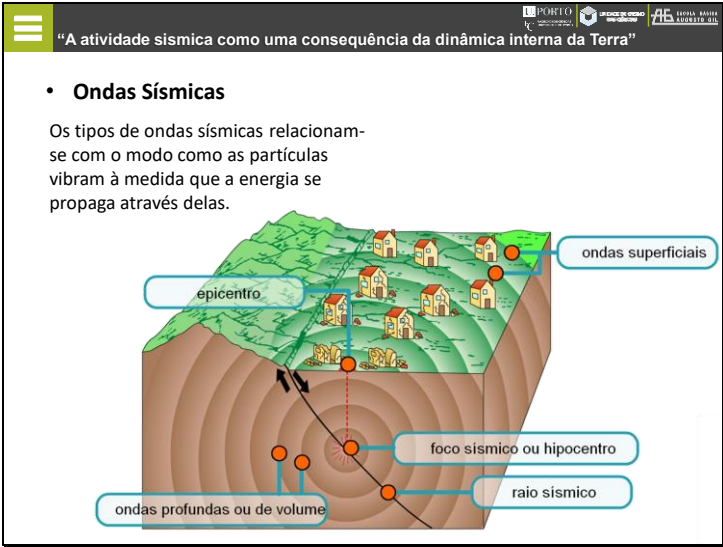 U.PORTO
ESCOLA BÁSICA
AUGUSTO GIL
“A atividade sismica como uma consequência da dinâmica interna da Terra”
• Ondas Sísmicas
Os tipos de ondas sísmicas relacionam-
se com o modo como as partículas
vibram à medida que a energia se
propaga através delas.
ondas superficiais
epicentro
foco sísmico ou hipocentro
raio sísmico
ondas profundas ou de volume